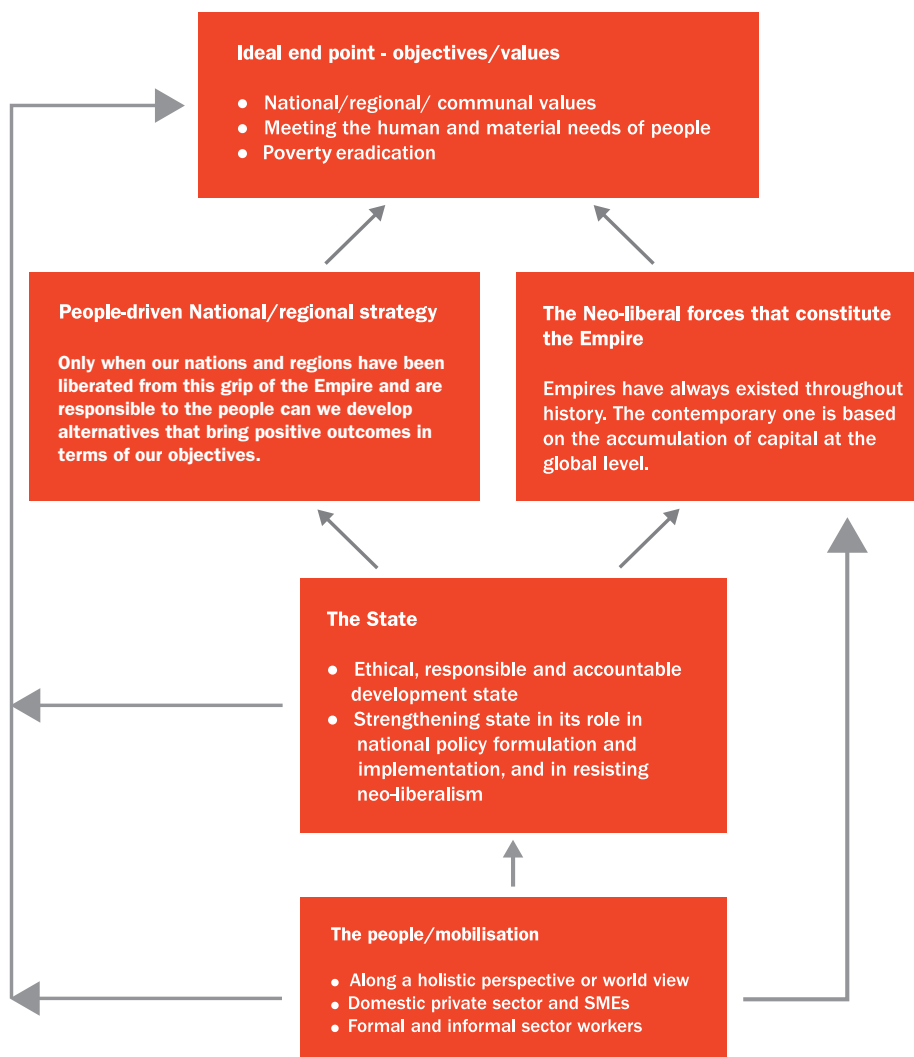 Ideal end point - objectives/values
● National/regional/ communal values
● Meeting the human and material needs of people
● Poverty eradication
People-driven National/regional strategy
Only when our nations and regions have been
liberated from this grip of the Empire and are
responsible to the people can we develop
alternatives that bring positive outcomes in
terms of our objectives.
The Neo-liberal forces that constitute
the Empire
Empires have always existed throughout
history. The contemporary one is based
on the accumulation of capital at the
global level.
The State
● Ethical, responsible and accountable
development state
● Strengthening state in its role in
national policy formulation and
implementation, and in resisting
neo-liberalism
The people/mobilisation
● Along a holistic perspective or world view
● Domestic private sector and SMEs
● Formal and informal sector workers